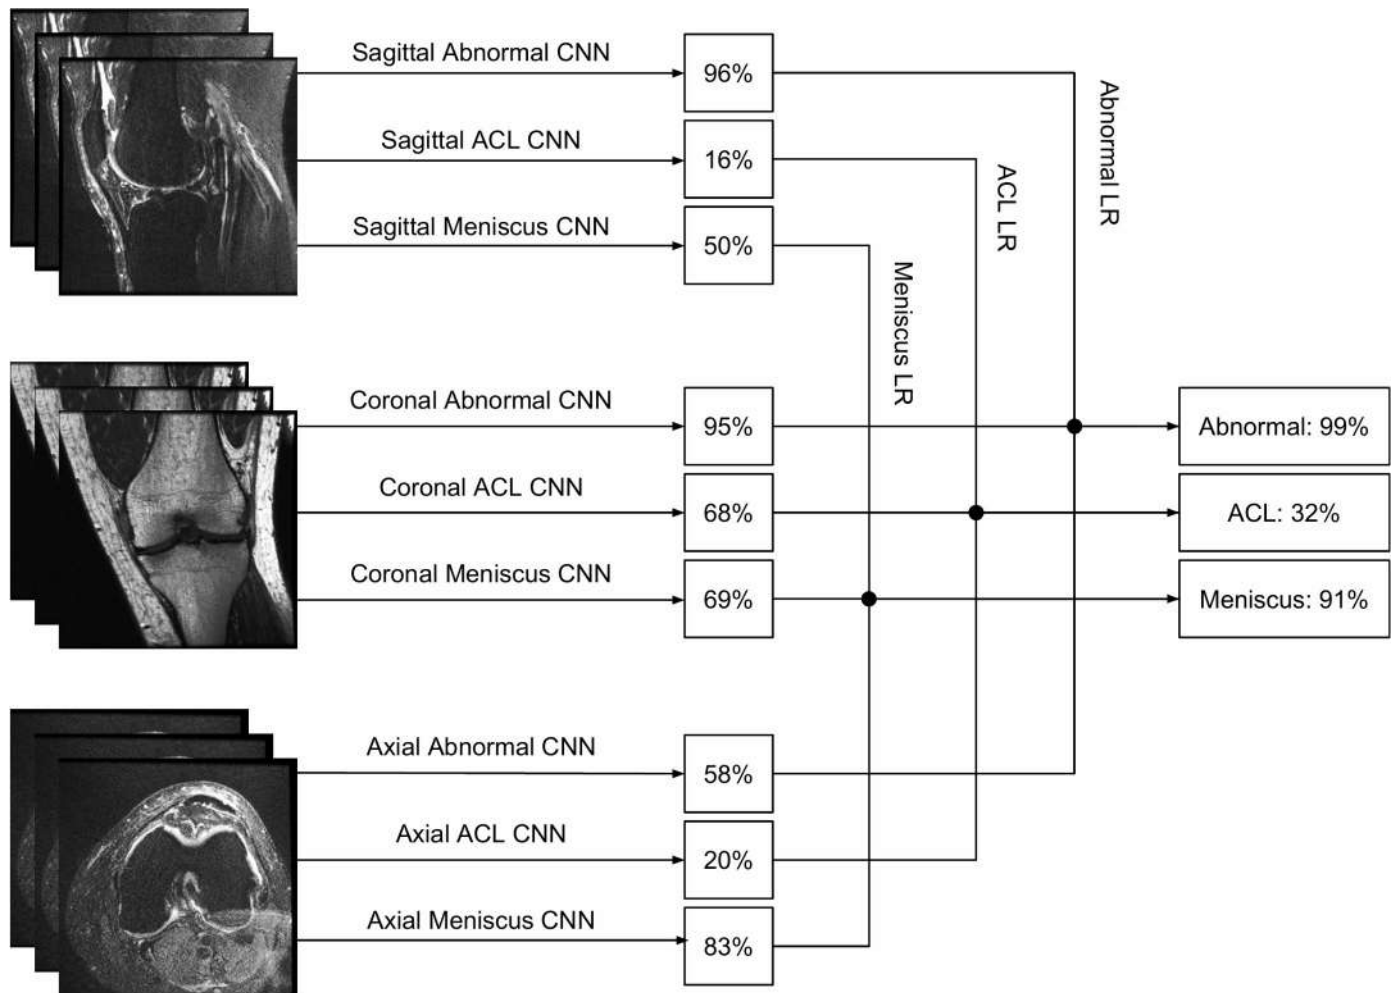 Sagittal Abnormal CNN
96%
Sagittal ACL CNN
16%
Sagittal Meniscus CNN
50%
Abnormal LR
ACL LR
Meniscus LR
Coronal Abnormal CNN
95%
Abnormal: 99%
Coronal ACL CNN
68%
ACL: 32%
Coronal Meniscus CNN
69%
Meniscus: 91%
Axial Abnormal CNN
58%
Axial ACL CNN
20%
Axial Meniscus CNN
83%